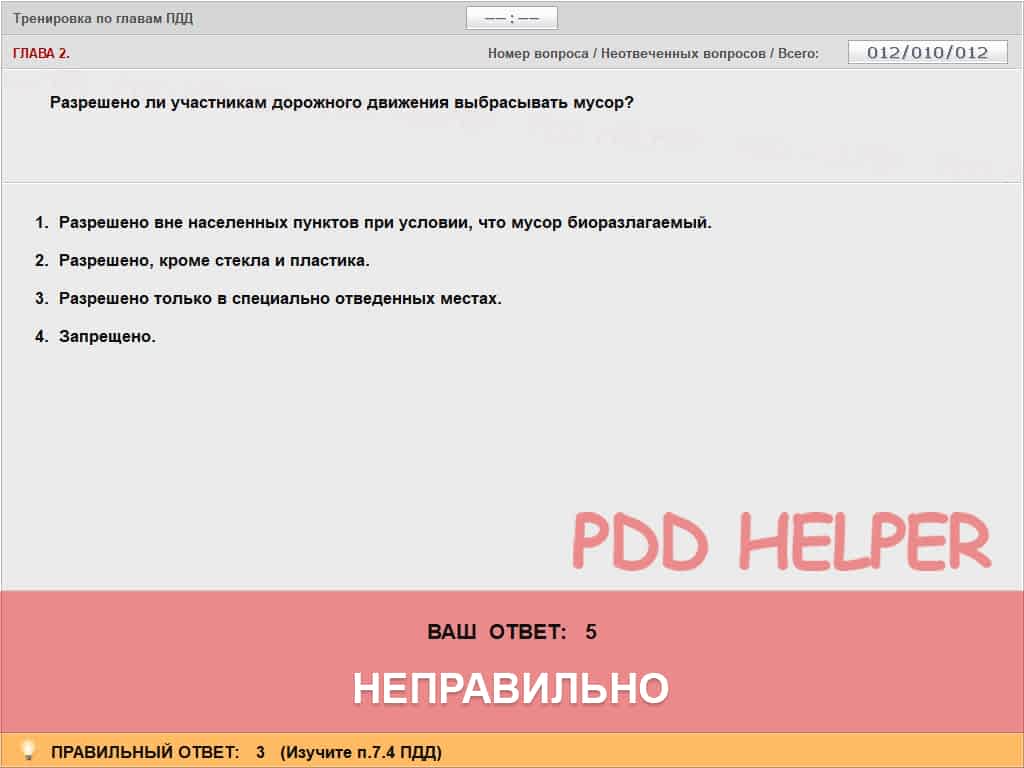 Тренировка по главам ПДД
—— : ——
ГЛАВА 2.
Номер вопроса / Неотвеченных вопросов / Всего: 012/010/012
Разрешено ли участникам дорожного движения выбрасывать мусор?
1. Разрешено вне населенных пунктов при условии, что мусор биоразлагаемый.
2. Разрешено, кроме стекла и пластика.
3. Разрешено только в специально отведенных местах.
4. Запрещено.
PDD HELPER
ВАШ ОТВЕТ: 5
НЕПРАВИЛЬНО
ПРАВИЛЬНЫЙ ОТВЕТ: 3 (Изучите п.7.4 ПДД)